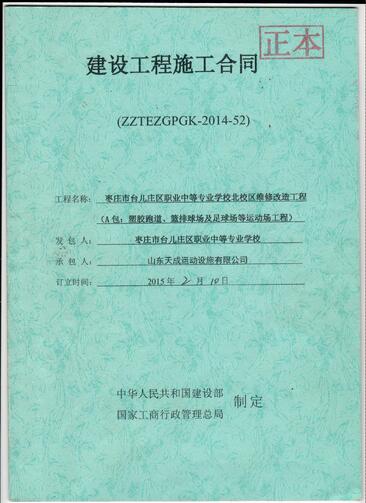 正本
建设工程施工合同
(ZZTEZGPGK-2014-52)
工程名称： 枣庄市台儿庄区职业中等专业学校北校区维修改造工程
（A包：塑胶跑道、篮排球场及足球场等运动场工程）
发 包 人： 枣庄市台儿庄区职业中等专业学校
承 包 人： 山东天成运动设施有限公司
订立时间： 2015年2月10日
中华人民共和国建设部
国家工商行政管理总局 制定